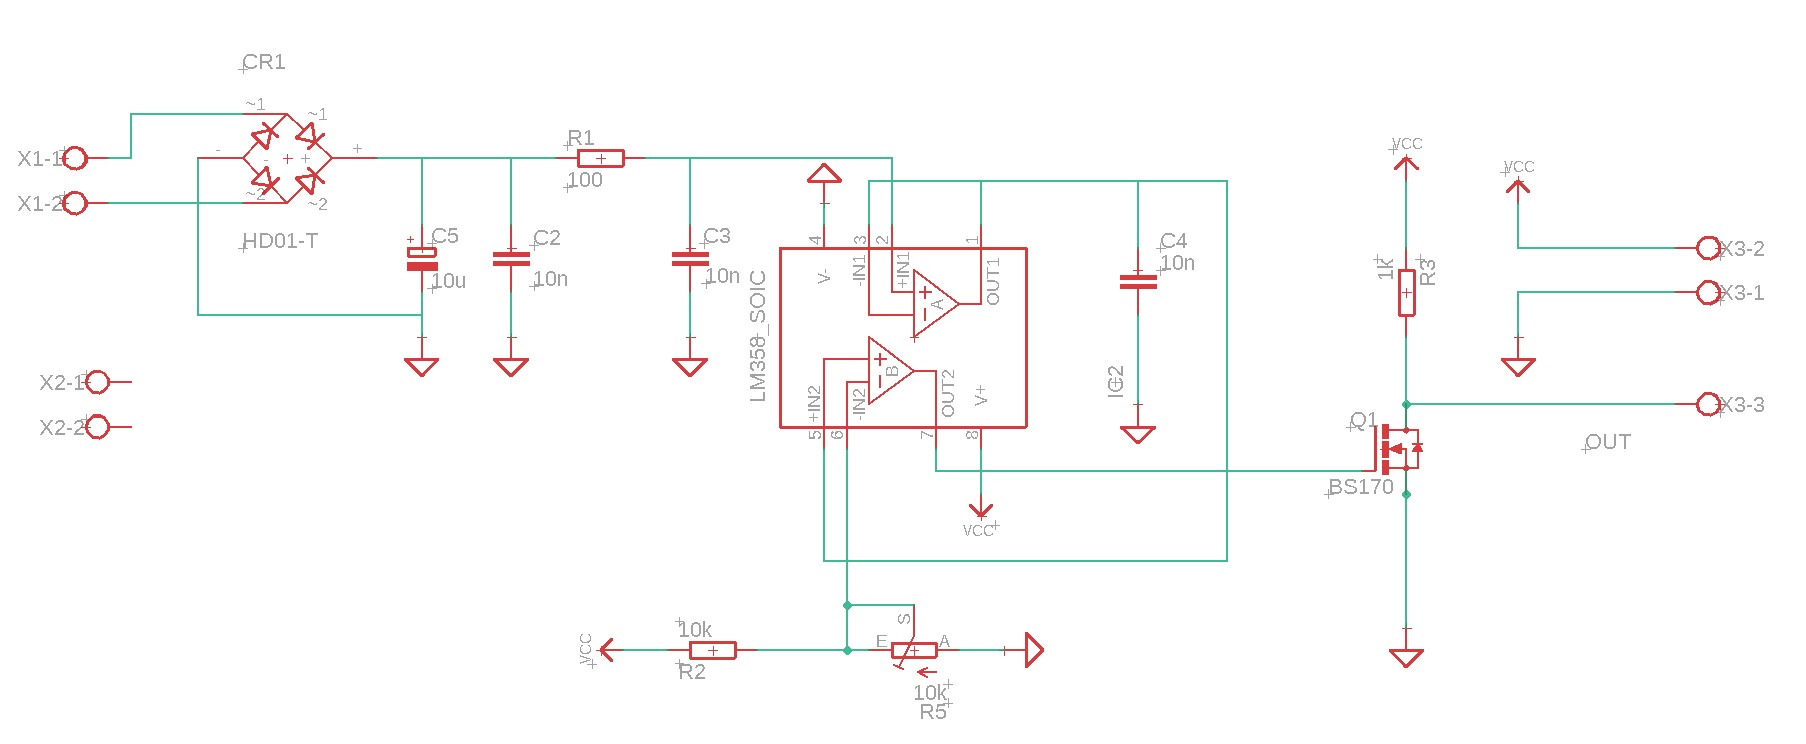 CR1
~1
~1
X1-1
-
- + +
+
X1-2
~2
~2
HD01-T
R1
100
+
C5
10u
C2
10n
C3
10n
C4
10n
4
3
2
1
V-
-IN1
+IN1
OUT1
A
LM358_SOIC
B
+IN2
-IN2
OUT2
V+
5
6
7
8
IC2
VCC
X2-1
X2-2
VCC
VCC
1k
R3
X3-2
X3-1
X3-3
Q1
BS170
OUT
VCC
10k
R2
S
E
A
10k
R5